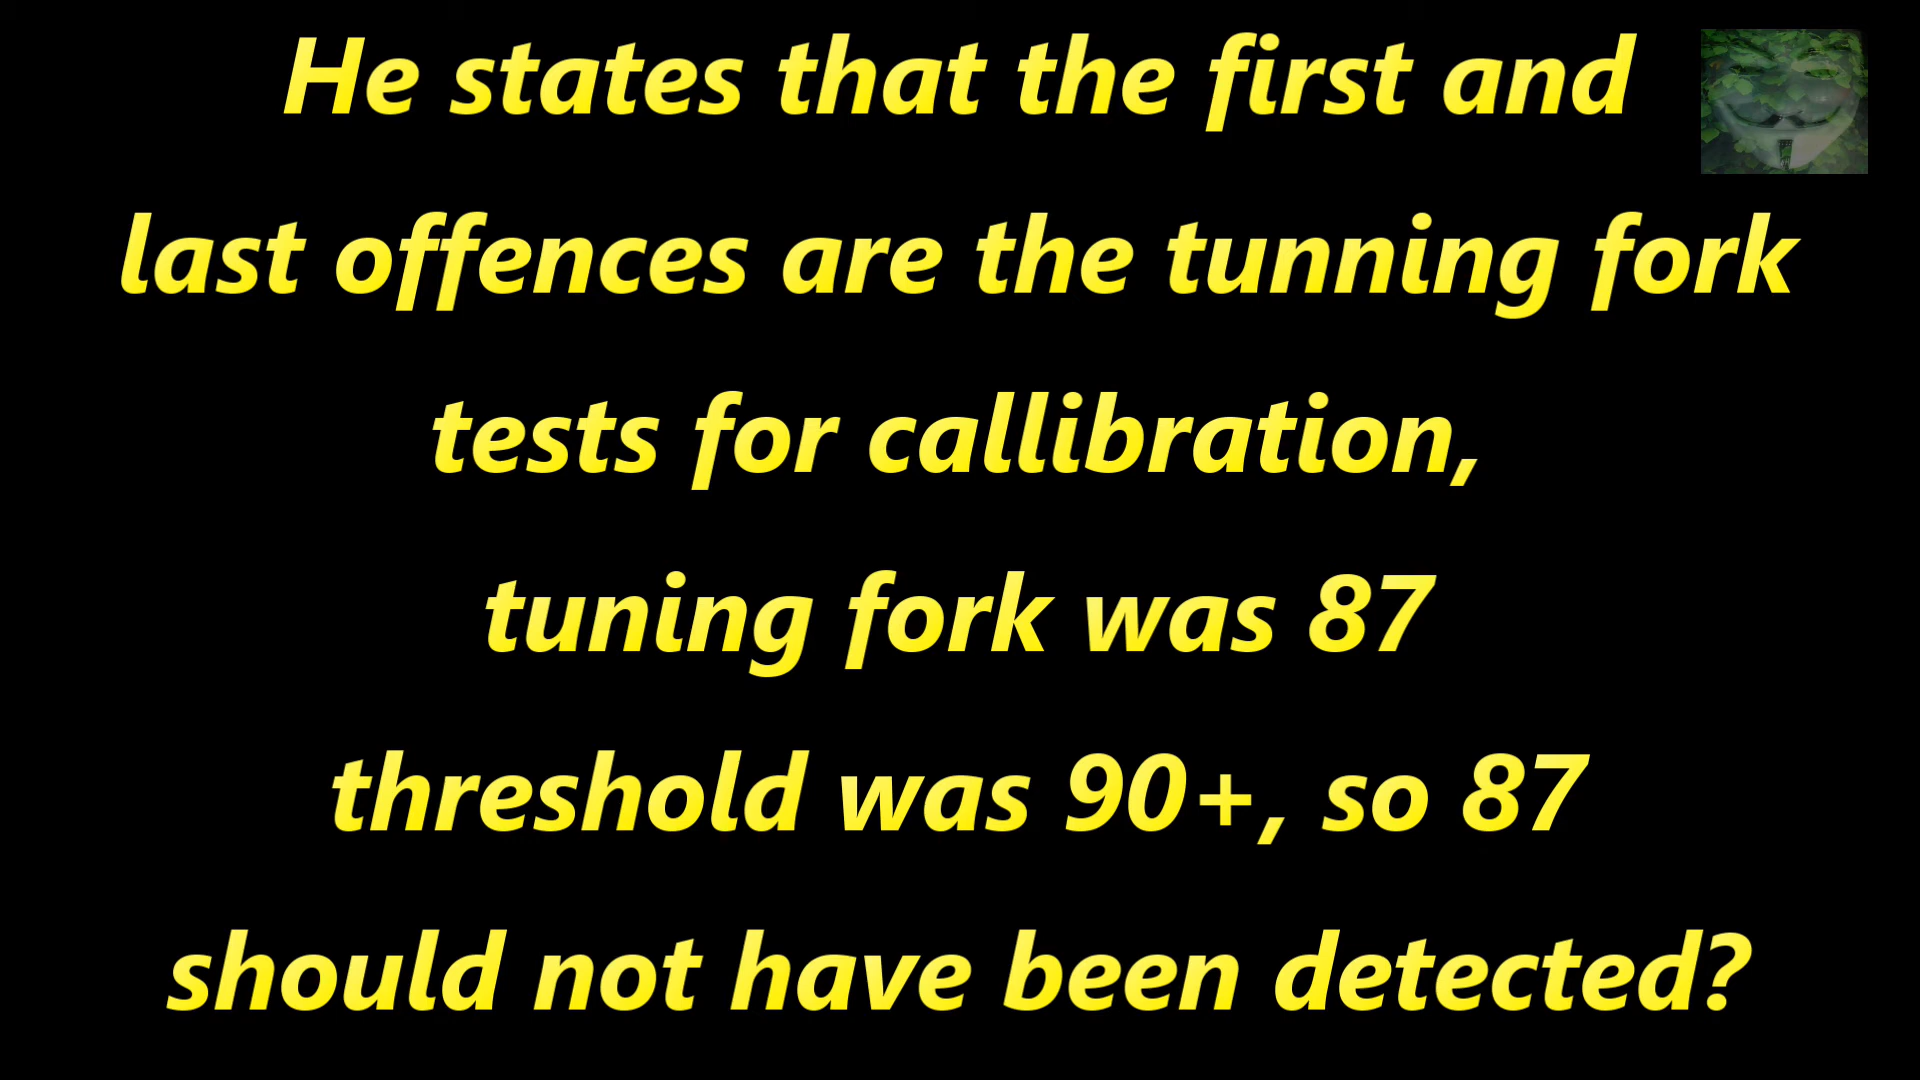 He states that the first and
last offences are the tunning fork
tests for callibration,
tuning fork was 87
threshold was 90+, so 87
should not have been detected?